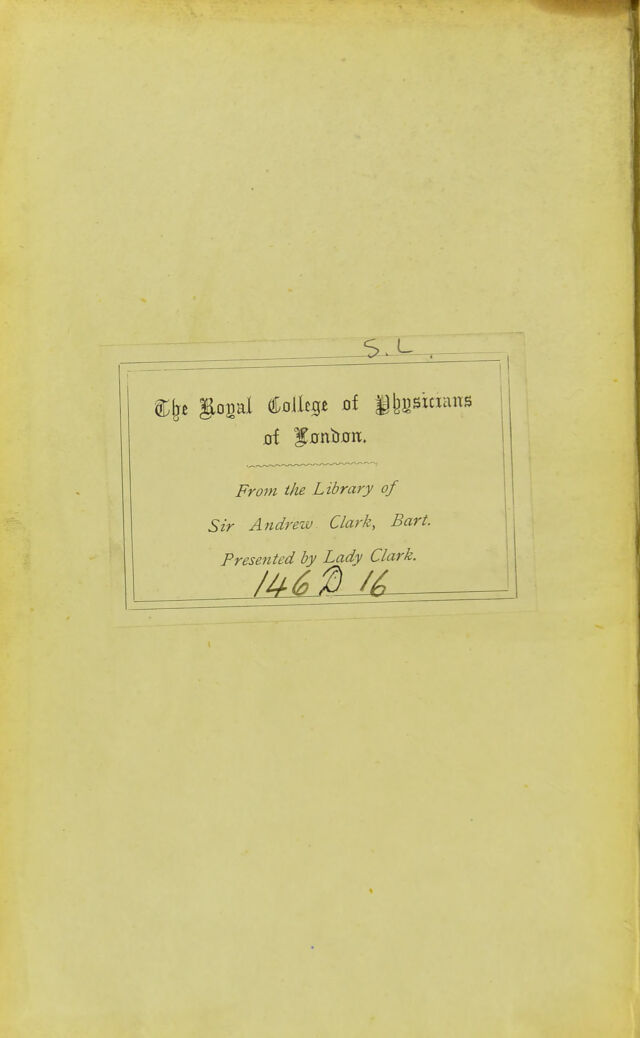 S.L.
The Royal College of Physicians
of London.
From the Library of
Sir Andrew Clark, Bart.
Presented by Lady Clark.
146 D 16